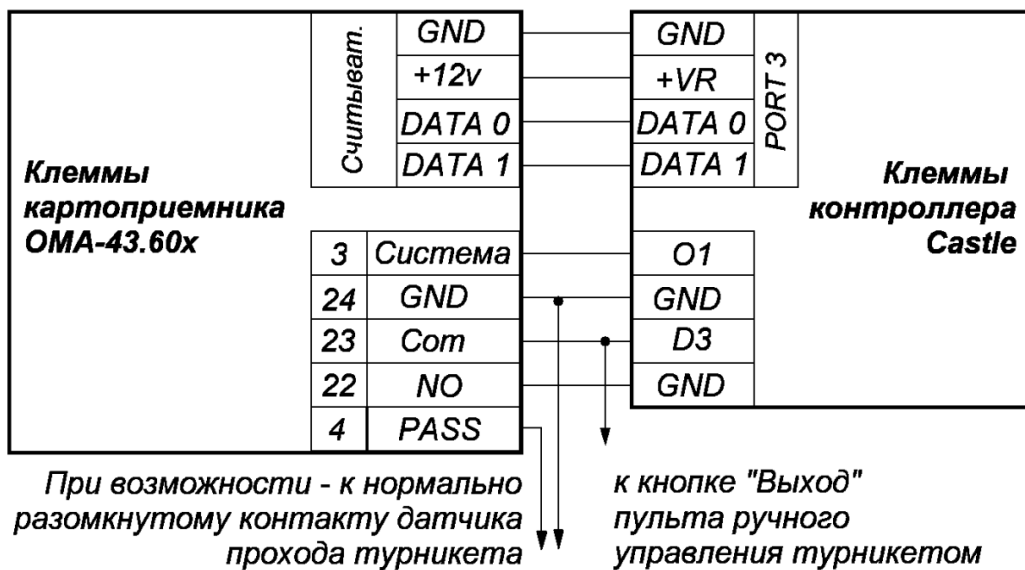 Считыват.
GND
+12v
DATA 0
DATA 1
GND
+VR
DATA 0
DATA 1
PORT 3
Клеммы
картоприемника
OMA-43.60x
Клеммы
контроллера
Castle
3 Система
24 GND
23 Com
22 NO
4 PASS
O1
GND
D3
GND
При возможности - к нормально
разомкнутому контакту датчика
прохода турникета
к кнопке "Выход"
пульта ручного
управления турникетом